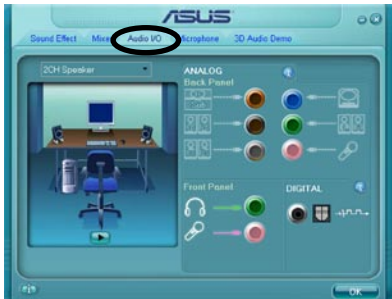 ASUS
Sound Effect Mixer Audio I/O Microphone 3D Audio Demo
2CH Speaker
ANALOG
Back Panel
Front Panel
DIGITAL
OK